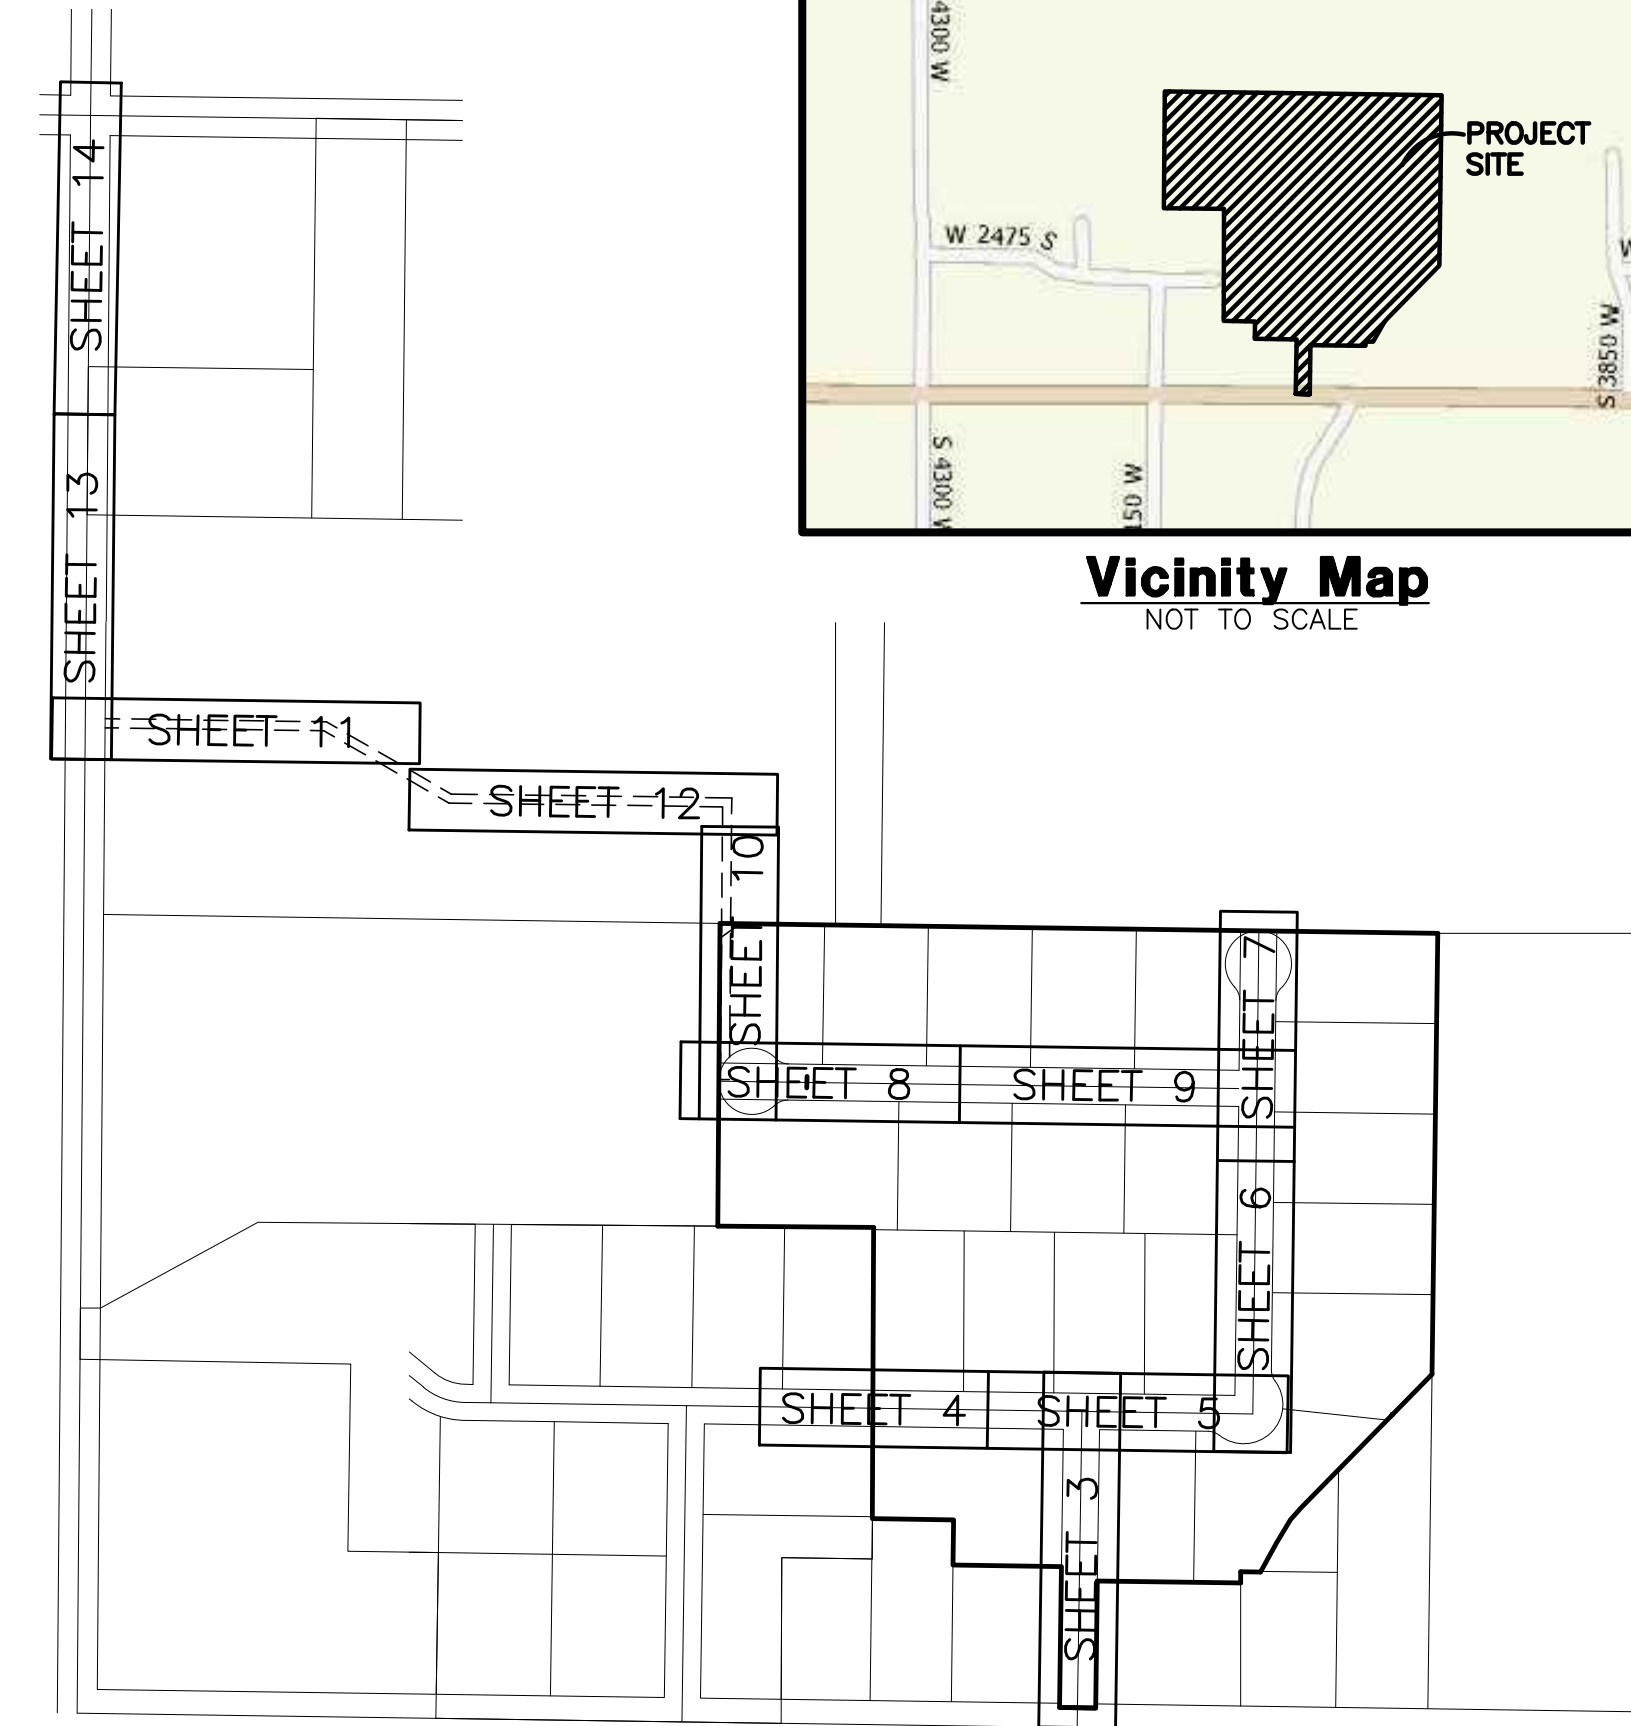 4300 W
PROJECT
SITE
W 2475 S
S 3850 W
S 4300 W
150 W
Vicinity Map
NOT TO SCALE
SHEET 14
SHEET 13
SHEET 11
SHEET 12
SHEET 10
SHEET 7
SHEET 8
SHEET 9
SHEET 6
SHEET 4
SHEET 5
SHEET 3